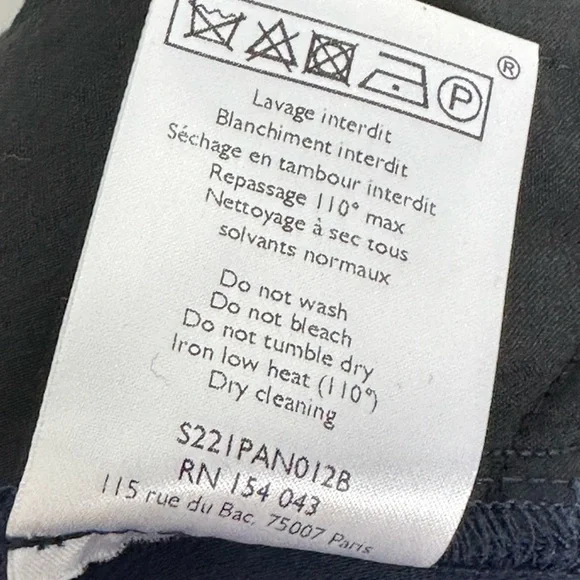 P ®
Lavage interdit
Blanchiment interdit
Séchage en tambour interdit
Repassage 110° max
Nettoyage à sec tous
solvants normaux
Do not wash
Do not bleach
Do not tumble dry
Iron low heat (110°)
Dry cleaning
S221PAN012B
RN 154 043
115 rue du Bac, 75007 Paris